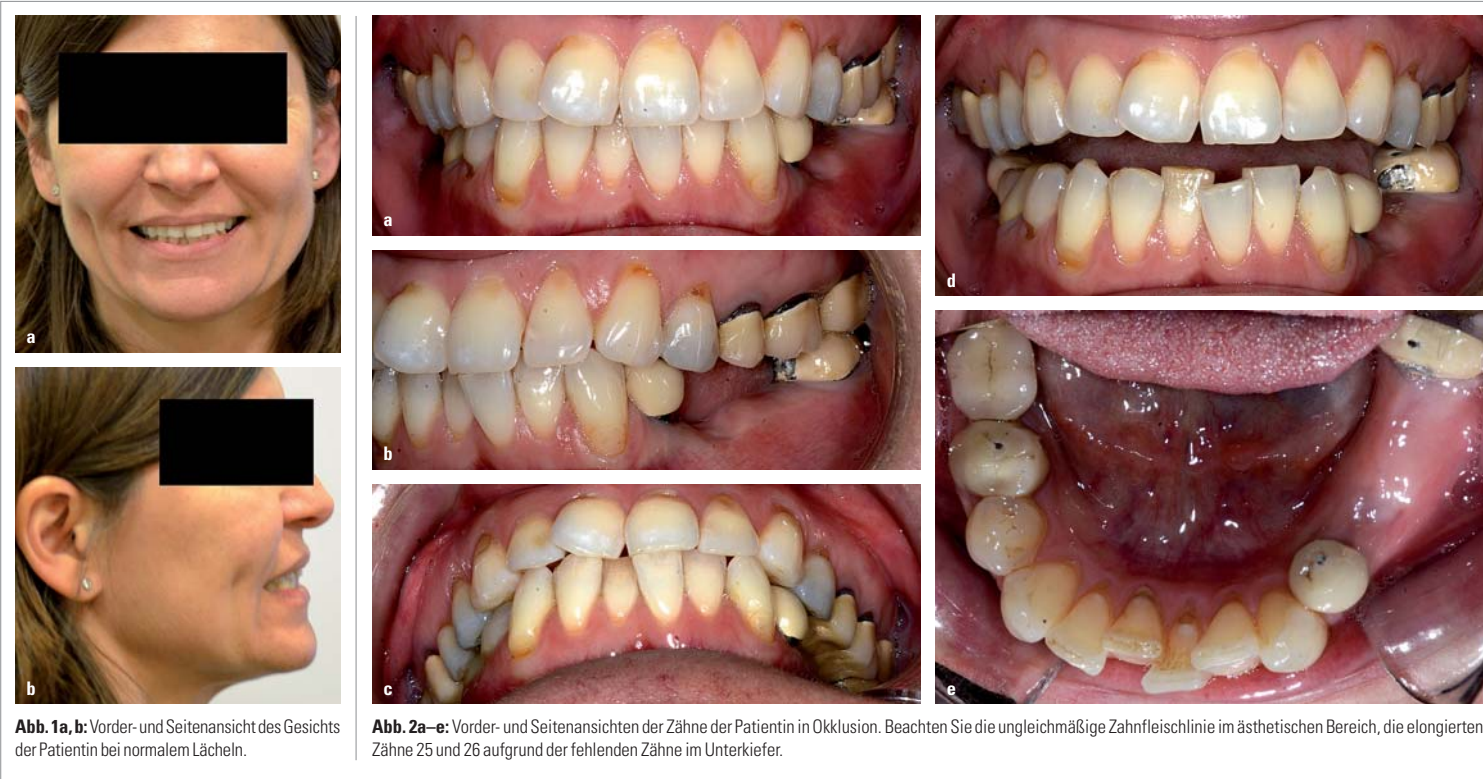 a
b
Abb. 1a, b: Vorder- und Seitenansicht des Gesichts
der Patientin bei normalem Lächeln.
a
b
c
d
e
Abb. 2a–e: Vorder- und Seitenansichten der Zähne der Patientin in Okklusion. Beachten Sie die ungleichmäßige Zahnfleischlinie im ästhetischen Bereich, die elongierten
Zähne 25 und 26 aufgrund der fehlenden Zähne im Unterkiefer.